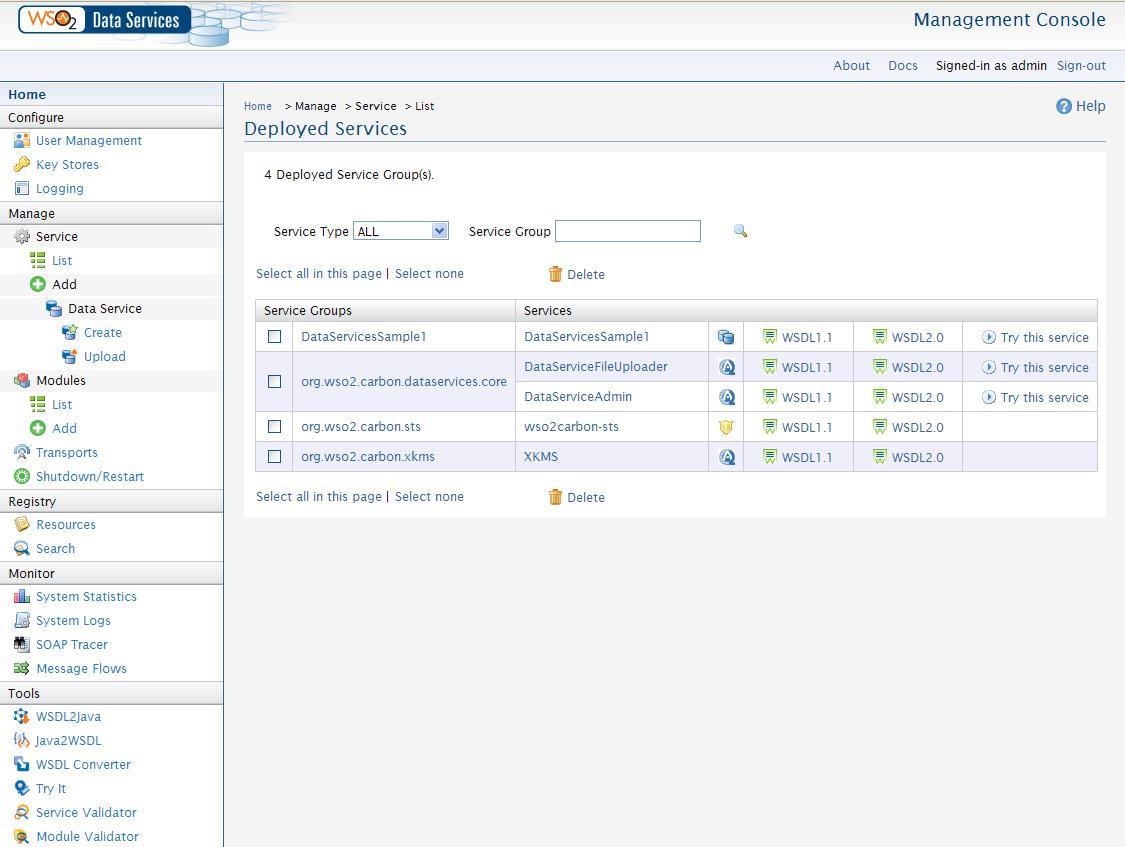 WSO2 Data Services
Management Console
About Docs Signed-in as admin Sign-out
Home
Configure
User Management
Key Stores
Logging
Manage
Service
List
Add
Data Service
Create
Upload
Modules
List
Add
Transports
Shutdown/Restart
Registry
Resources
Search
Monitor
System Statistics
System Logs
SOAP Tracer
Message Flows
Tools
WSDL2Java
Java2WSDL
WSDL Converter
Try It
Service Validator
Module Validator
Home > Manage > Service > List
Help
Deployed Services
4 Deployed Service Group(s).
Service Type ALL Service Group
Select all in this page | Select none Delete
Service Groups Services
DataServicesSample1 DataServicesSample1 WSDL1.1 WSDL2.0 Try this service
org.wso2.carbon.dataservices.core DataServiceFileUploader WSDL1.1 WSDL2.0 Try this service
DataServiceAdmin WSDL1.1 WSDL2.0 Try this service
org.wso2.carbon.sts wso2carbon-sts WSDL1.1 WSDL2.0
org.wso2.carbon.xkms XKMS WSDL1.1 WSDL2.0
Select all in this page | Select none Delete